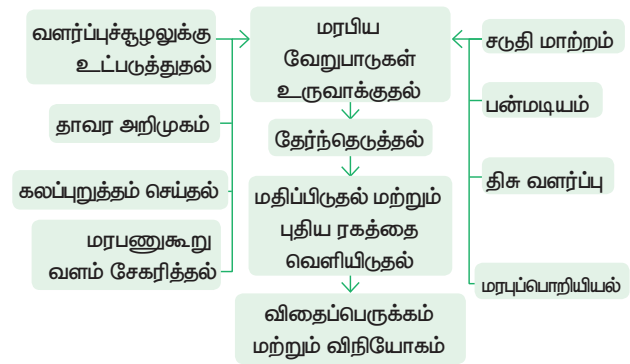 வளர்ப்புச்சூழலுக்கு
உட்படுத்துதல்
தாவர அறிமுகம்
கலப்புறுத்தம் செய்தல்
மரபணுகூறு
வளம் சேகரித்தல்
மரபிய
வேறுபாடுகள்
உருவாக்குதல்
தேர்ந்தெடுத்தல்
மதிப்பிடுதல் மற்றும்
புதிய ரகத்தை
வெளியிடுதல்
விதைப்பெருக்கம்
மற்றும் விநியோகம்
சடுதி மாற்றம்
பன்மடியம்
திசு வளர்ப்பு
மரபுப்பொறியியல்